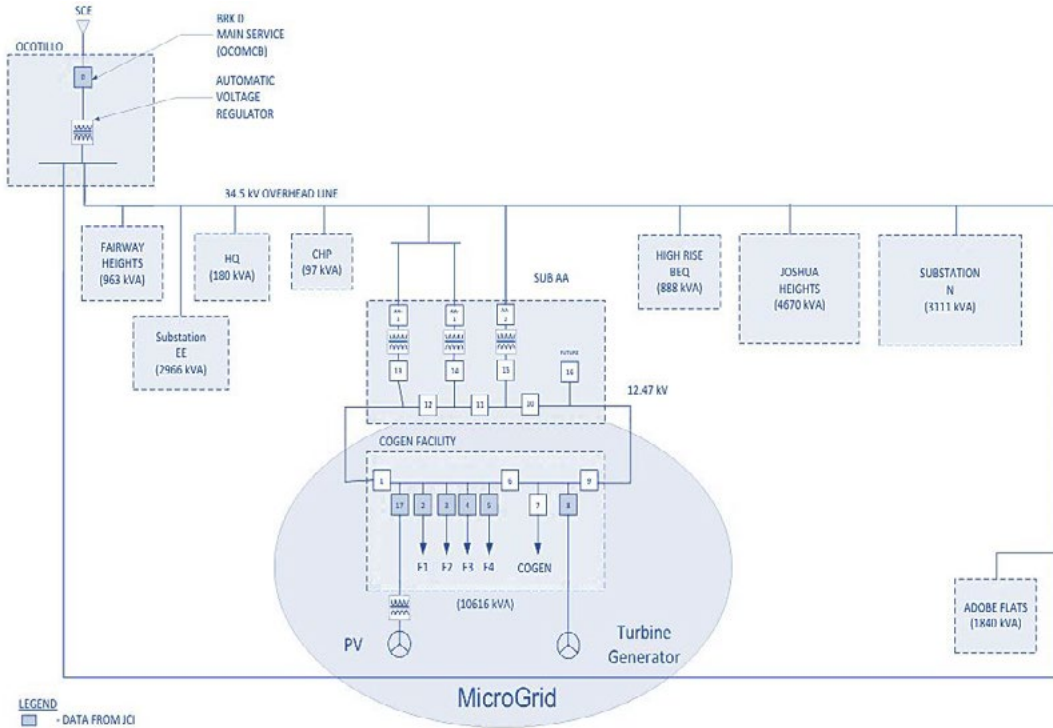 SCE
BRK D
MAIN SERVICE
(OCOMCB)
OCOTILLO
D
AUTOMATIC
VOLTAGE
REGULATOR
34.5 kV OVERHEAD LINE
FAIRWAY
HEIGHTS
(963 kVA)
HQ
(180 kVA)
CHP
(97 kVA)
HIGH RISE
BEQ
(888 kVA)
JOSHUA
HEIGHTS
(4670 kVA)
SUBSTATION
N
(3111 kVA)
Substation
EE
(2966 kVA)
SUB AA
FUTURE
13
14
15
16
12
11
10
12.47 kV
COGEN FACILITY
1
6
9
17
2
3
4
5
7
8
F1
F2
F3
F4
COGEN
(10616 kVA)
PV
Turbine
Generator
MicroGrid
ADOBE FLATS
(1840 kVA)
LEGEND
- DATA FROM JCI